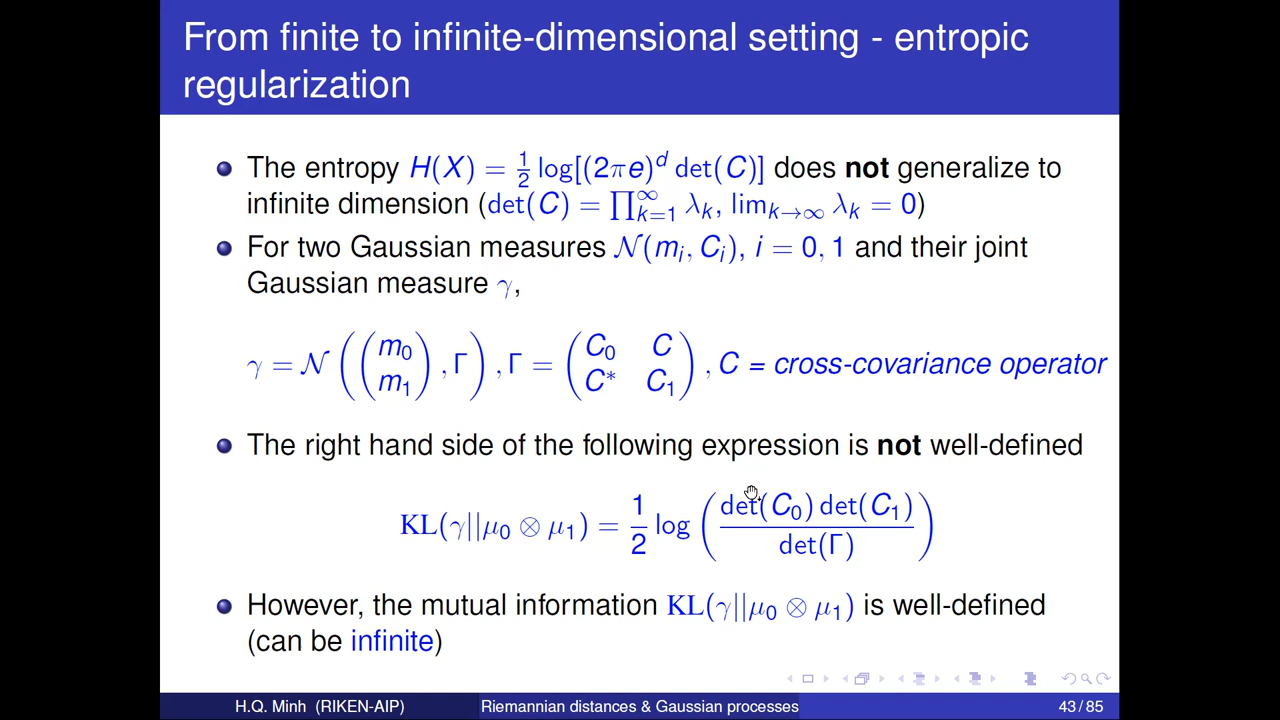 From finite to infinite-dimensional setting - entropic
regularization
The entropy H(X) = 1/2 log[(2πe)^d det(C)] does not generalize to
infinite dimension (det(C) = ∏_{k=1}^∞ λ_k, lim_{k→∞} λ_k = 0)
For two Gaussian measures 𝒩(m_i, C_i), i = 0, 1 and their joint
Gaussian measure γ,
γ = 𝒩 ( ( m_0 m_1 ), Γ ), Γ = ( C_0 C C* C_1 ), C = cross-covariance operator
The right hand side of the following expression is not well-defined
KL(γ||μ_0 ⊗ μ_1) = 1/2 log ( det(C_0) det(C_1) / det(Γ) )
However, the mutual information KL(γ||μ_0 ⊗ μ_1) is well-defined
(can be infinite)
H.Q. Minh (RIKEN-AIP) Riemannian distances & Gaussian processes 43 / 85